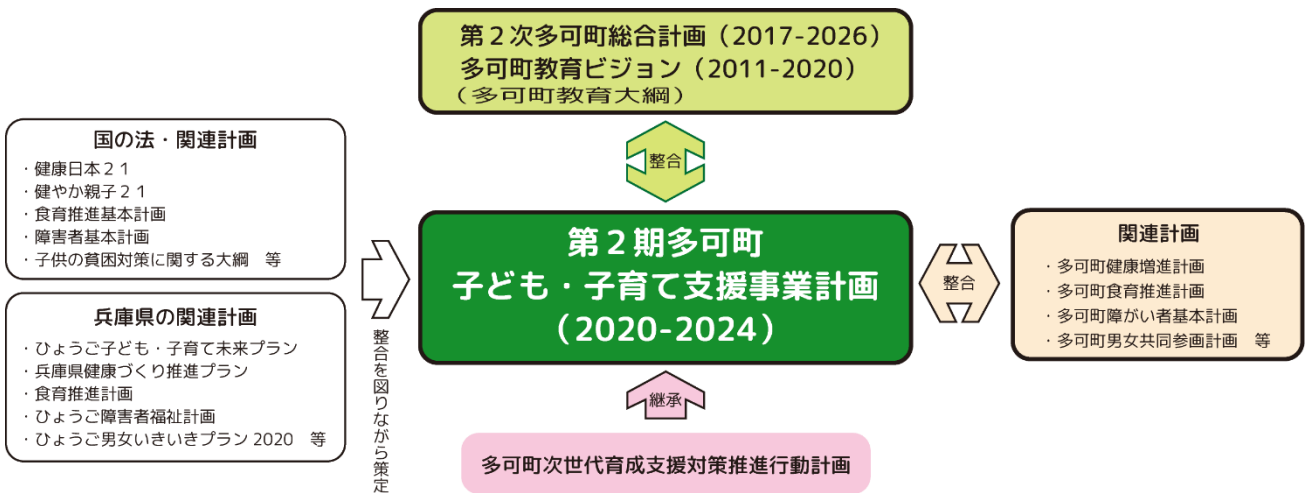 第２次多可町総合計画（2017-2026）
多可町教育ビジョン（2011-2020）
（多可町教育大綱）
整合
国の法・関連計画
・健康日本２１
・健やか親子２１
・食育推進基本計画
・障害者基本計画
・子供の貧困対策に関する大綱　等
兵庫県の関連計画
・ひょうご子ども・子育て未来プラン
・兵庫県健康づくり推進プラン
・食育推進計画
・ひょうご障害者福祉計画
・ひょうご男女いきいきプラン 2020　等
整合を図りながら策定
第２期多可町
子ども・子育て支援事業計画
（2020-2024）
整合
関連計画
・多可町健康増進計画
・多可町食育推進計画
・多可町障がい者基本計画
・多可町男女共同参画計画　等
継承
多可町次世代育成支援対策推進行動計画